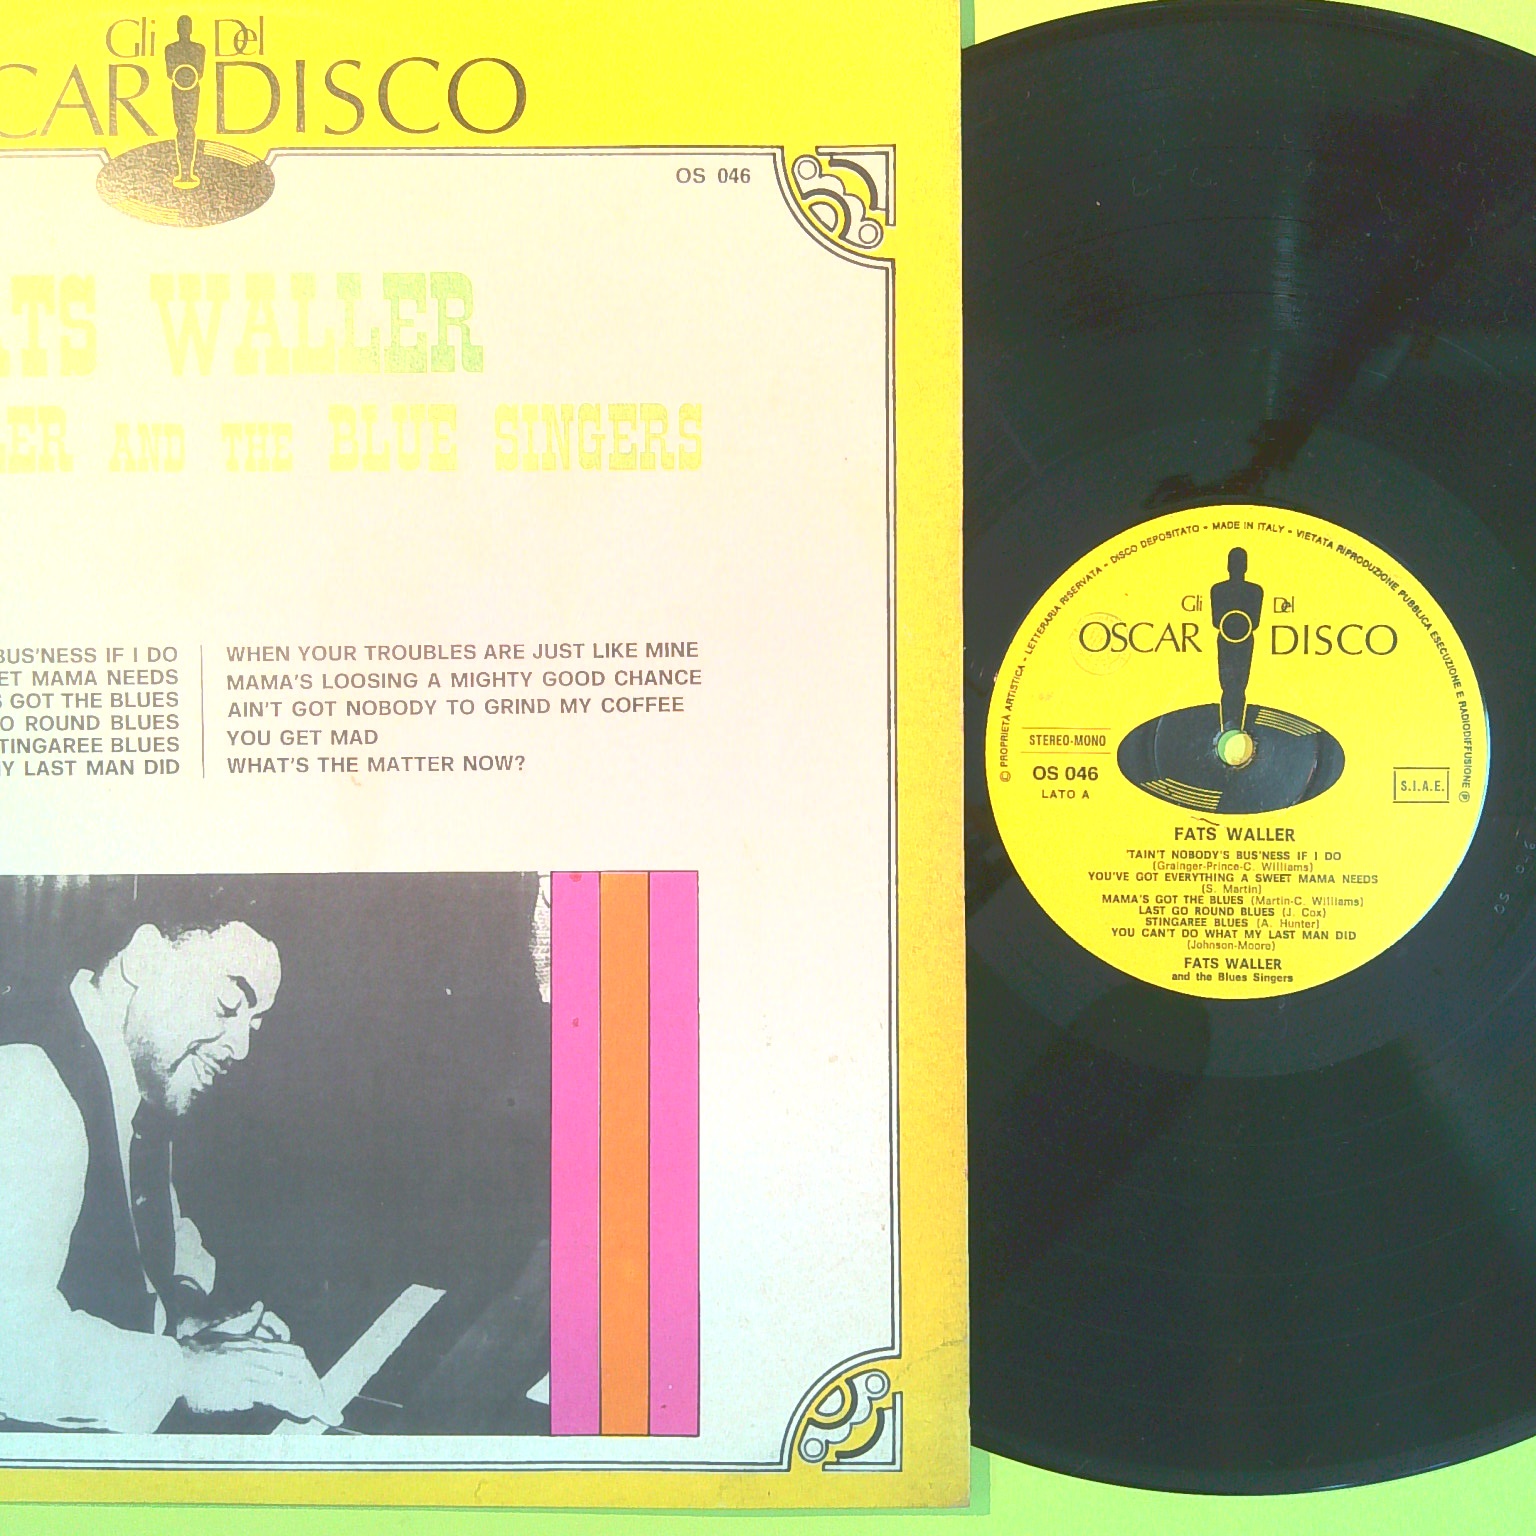 Gli Del
CAR DISCO
OS 046
ATS WALLER
LER AND THE BLUE SINGERS
BUS'NESS IF I DO
ET MAMA NEEDS
S GOT THE BLUES
O ROUND BLUES
TINGAREE BLUES
Y LAST MAN DID
WHEN YOUR TROUBLES ARE JUST LIKE MINE
MAMA'S LOOSING A MIGHTY GOOD CHANCE
AIN'T GOT NOBODY TO GRIND MY COFFEE
YOU GET MAD
WHAT'S THE MATTER NOW?
© PROPRIETÀ ARTISTICA - LETTERARIA RISERVATA - DISCO DEPOSITATO - MADE IN ITALY - VIETATA RIPRODUZIONE PUBBLICA ESECUZIONE E RADIODIFFUSIONE ℗
Gli Del
OSCAR DISCO
STEREO-MONO
OS 046
LATO A
S.I.A.E.
FATS WALLER
'TAIN'T NOBODY'S BUS'NESS IF I DO
(Grainger-Prince-C. Williams)
YOU'VE GOT EVERYTHING A SWEET MAMA NEEDS
(S. Martin)
MAMA'S GOT THE BLUES (Martin-C. Williams)
LAST GO ROUND BLUES (J. Cox)
STINGAREE BLUES (A. Hunter)
YOU CAN'T DO WHAT MY LAST MAN DID
(Johnson-Moore)
FATS WALLER
and the Blues Singers